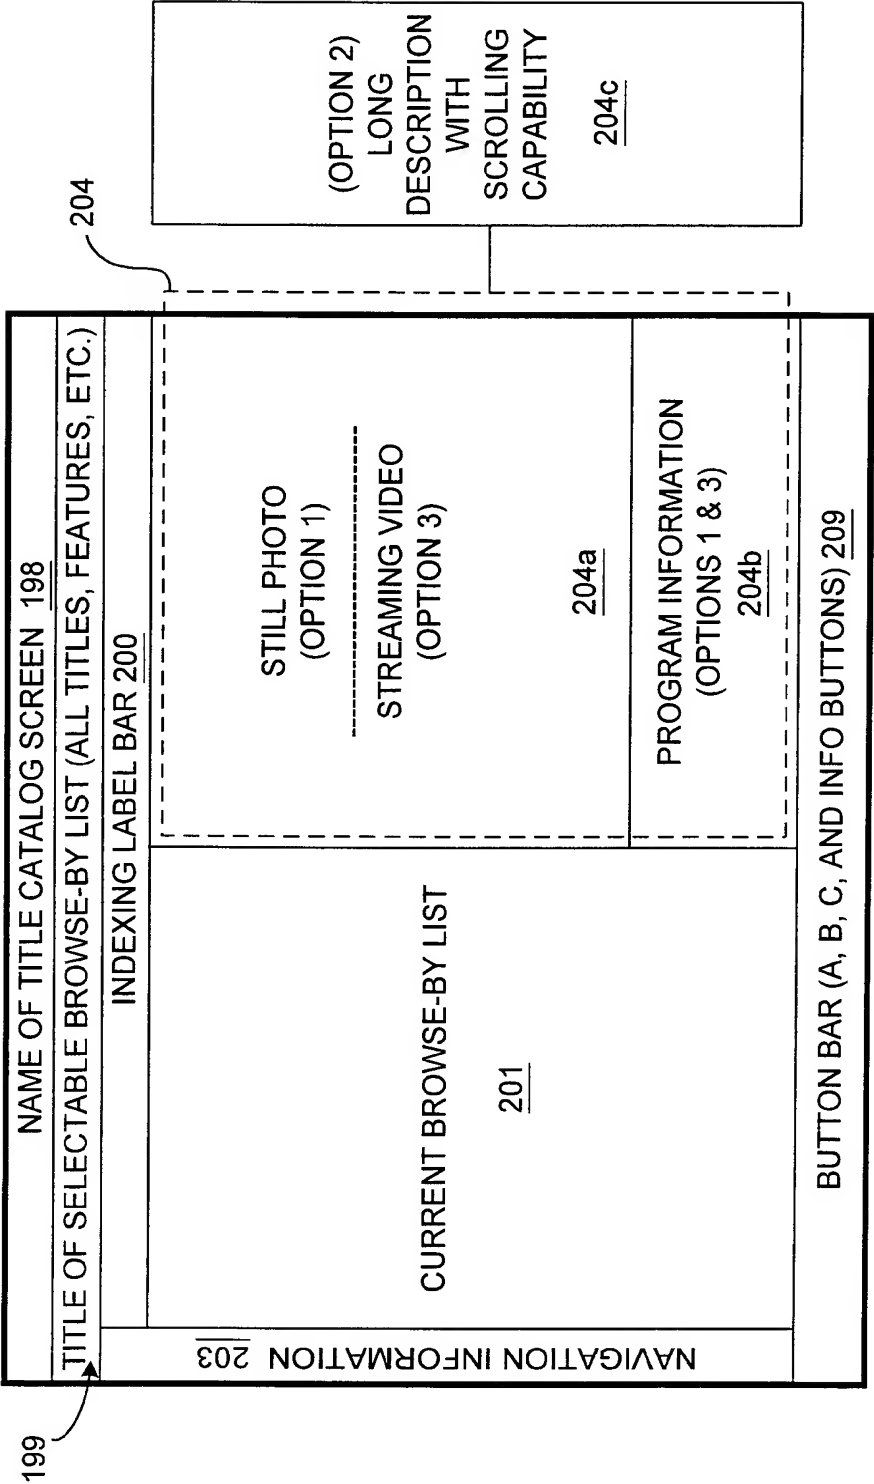 NAME OF TITLE CATALOG SCREEN 198
TITLE OF SELECTABLE BROWSE-BY LIST (ALL TITLES, FEATURES, ETC.)
199
INDEXING LABEL BAR 200
NAVIGATION INFORMATION 203
CURRENT BROWSE-BY LIST
201
204
STILL PHOTO
(OPTION 1)
STREAMING VIDEO
(OPTION 3)
204a
PROGRAM INFORMATION
(OPTIONS 1 & 3)
204b
(OPTION 2)
LONG
DESCRIPTION
WITH
SCROLLING
CAPABILITY
204c
BUTTON BAR (A, B, C, AND INFO BUTTONS) 209